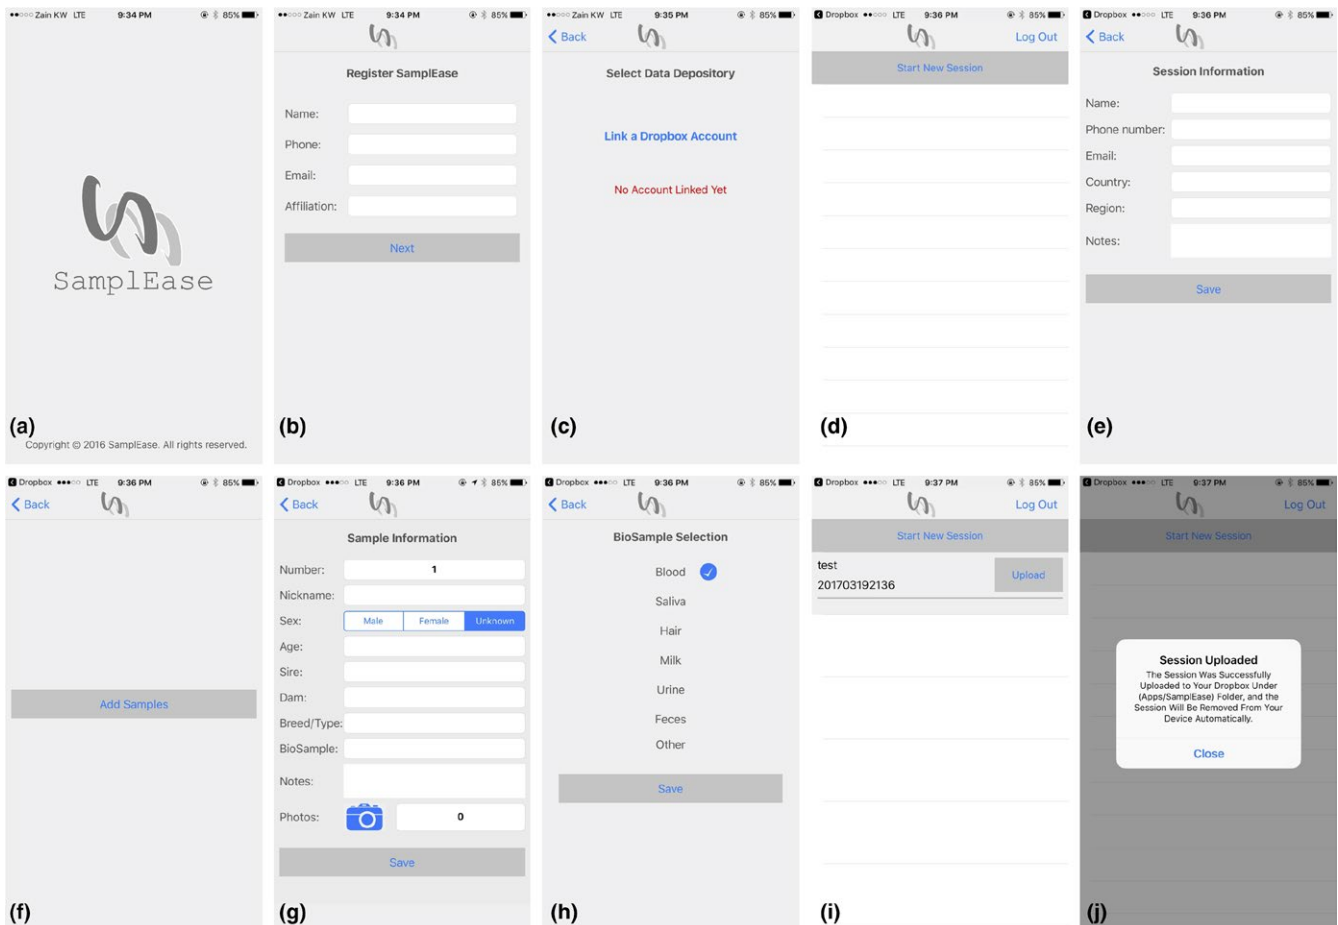 Zain KW LTE 9:34 PM 85%
SamplEase
(a)
Copyright © 2016 SamplEase. All rights reserved.
Zain KW LTE 9:34 PM 85%
Register SamplEase
Name:
Phone:
Email:
Affiliation:
Next
(b)
Zain KW LTE 9:35 PM 85%
Back
Select Data Depository
Link a Dropbox Account
No Account Linked Yet
(c)
Dropbox LTE 9:36 PM 85%
Log Out
Start New Session
(d)
Dropbox LTE 9:36 PM 85%
Back
Session Information
Name:
Phone number:
Email:
Country:
Region:
Notes:
Save
(e)
Dropbox LTE 9:36 PM 85%
Back
Add Samples
(f)
Dropbox LTE 9:36 PM 85%
Back
Sample Information
Number: 1
Nickname:
Sex: Male Female Unknown
Age:
Sire:
Dam:
Breed/Type:
BioSample:
Notes:
Photos: 0
Save
(g)
Dropbox LTE 9:36 PM 85%
Back
BioSample Selection
Blood
Saliva
Hair
Milk
Urine
Feces
Other
Save
(h)
Dropbox LTE 9:37 PM 85%
Log Out
Start New Session
test
201703192136
Upload
(i)
Dropbox LTE 9:37 PM 85%
Log Out
Start New Session
Session Uploaded
The Session Was Successfully
Uploaded to Your Dropbox Under
(Apps/SamplEase) Folder, and the
Session Will Be Removed From Your
Device Automatically.
Close
(j)